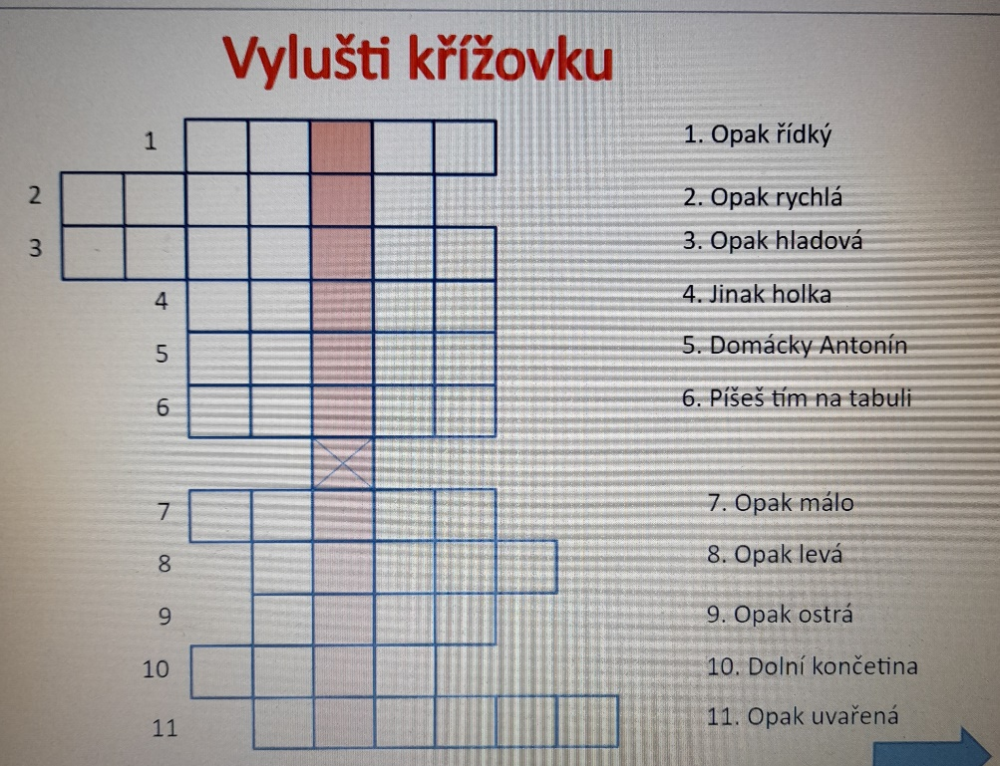 Vylušti křížovku
1
1. Opak řídký
2
2. Opak rychlá
3
3. Opak hladová
4
4. Jinak holka
5
5. Domácky Antonín
6
6. Píšeš tím na tabuli
7
7. Opak málo
8
8. Opak levá
9
9. Opak ostrá
10
10. Dolní končetina
11
11. Opak uvařená